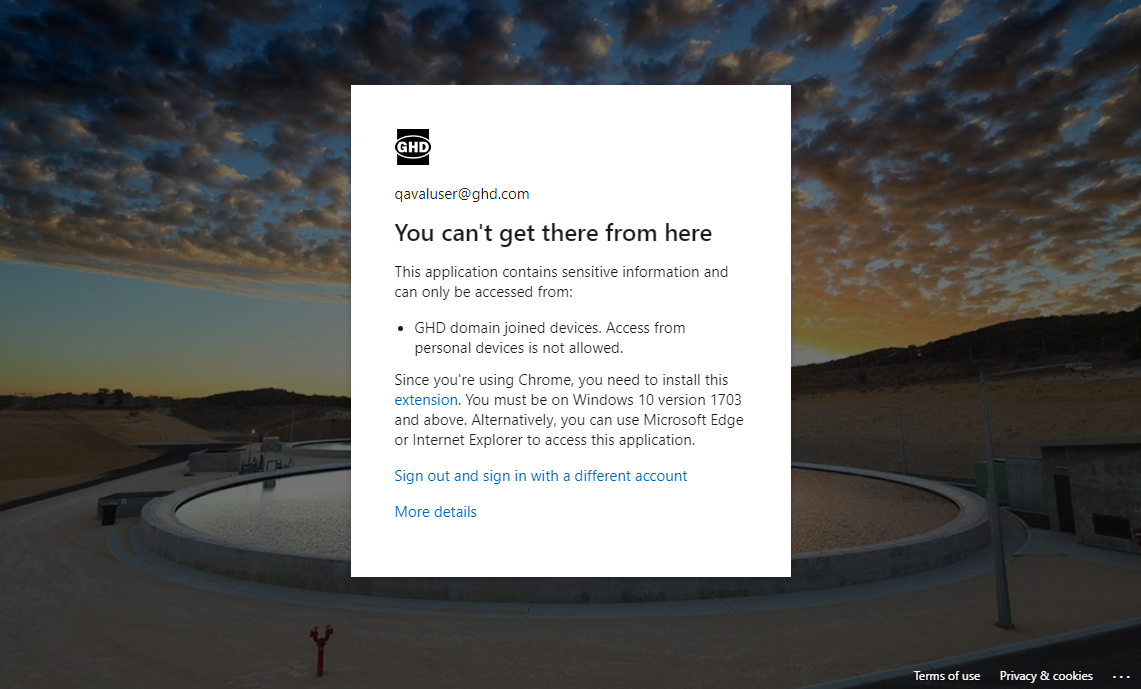 GHD
qavaluser@ghd.com
You can't get there from here
This application contains sensitive information and
can only be accessed from:
• GHD domain joined devices. Access from
personal devices is not allowed.
Since you're using Chrome, you need to install this
extension. You must be on Windows 10 version 1703
and above. Alternatively, you can use Microsoft Edge
or Internet Explorer to access this application.
Sign out and sign in with a different account
More details
Terms of use Privacy & cookies ...